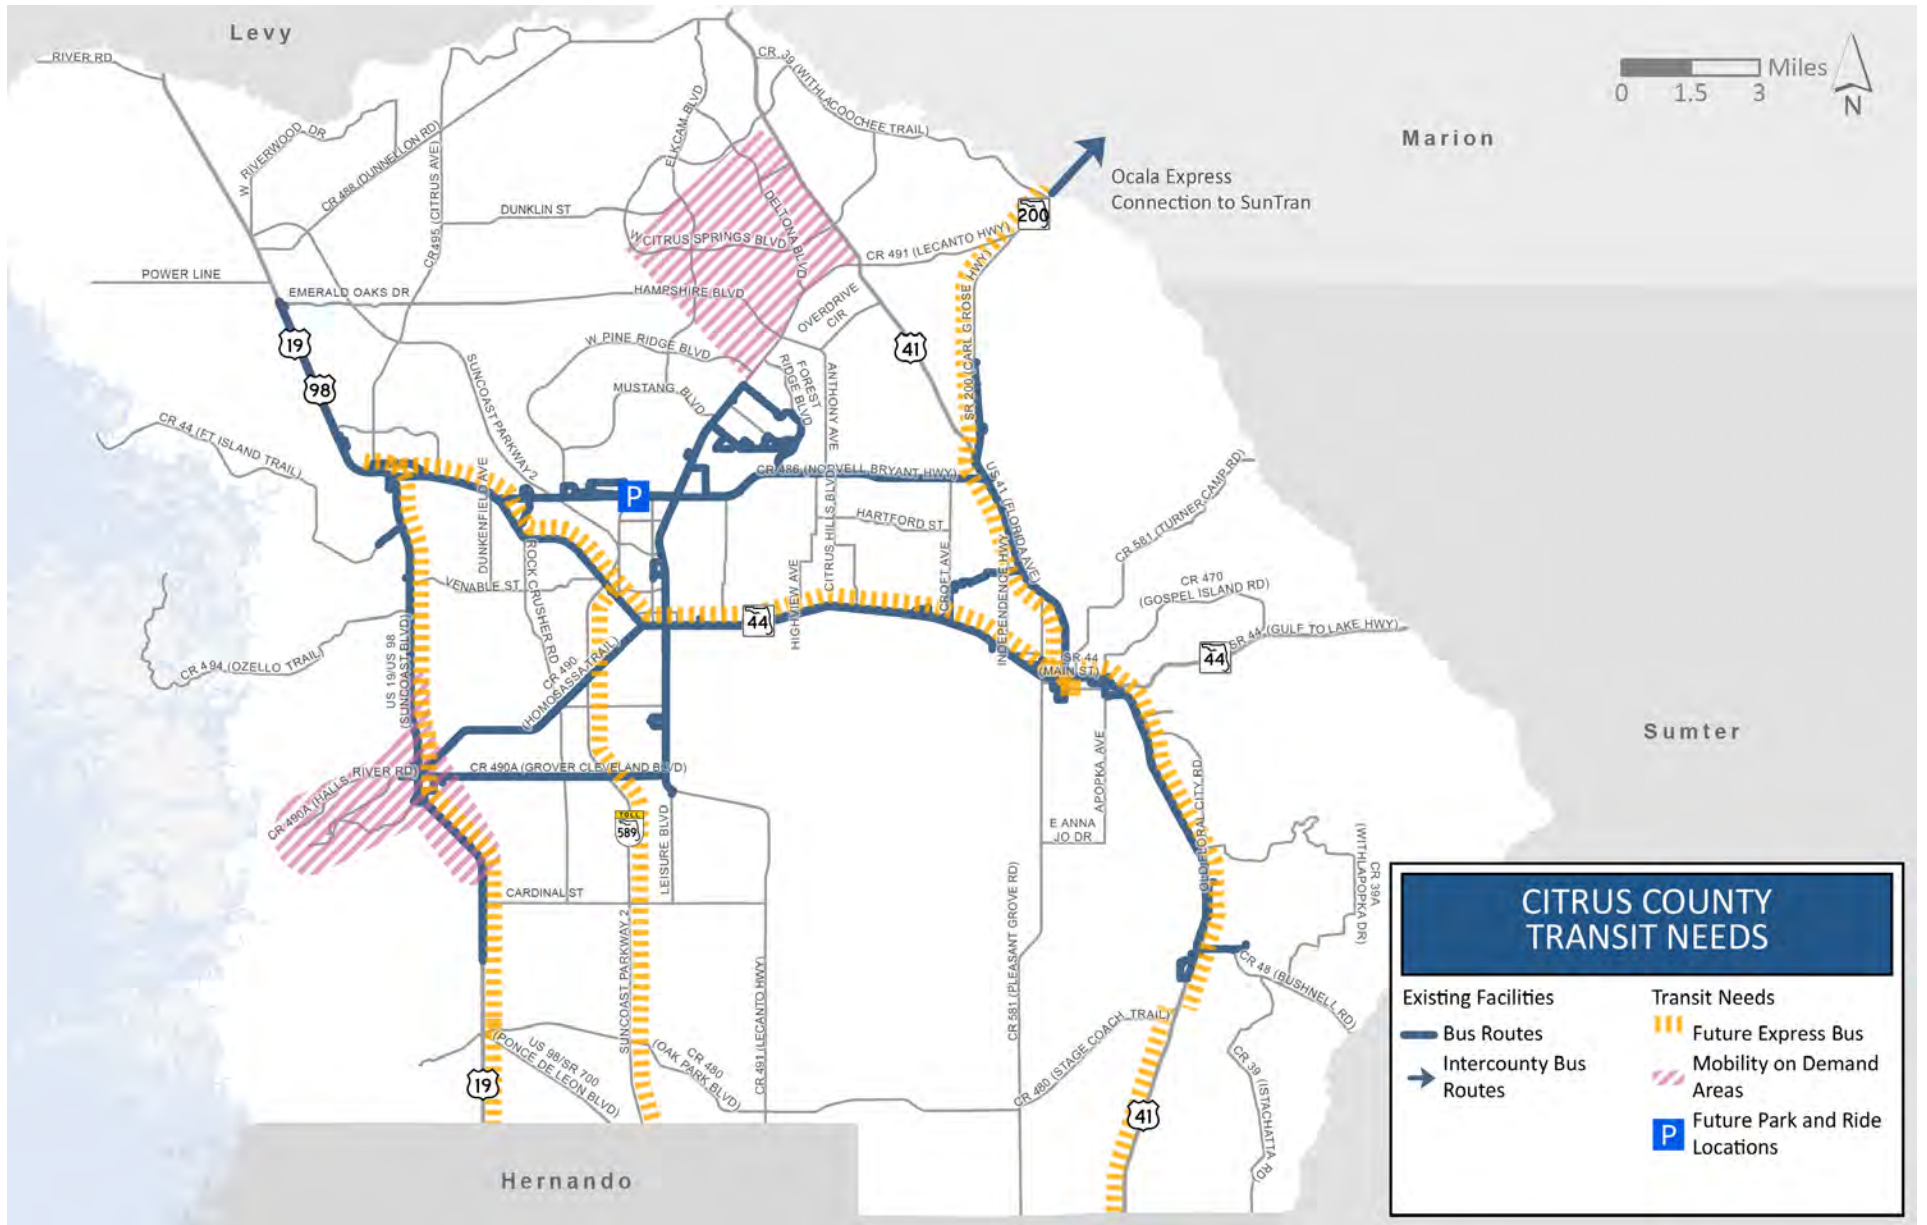 Levy
RIVER RD
CR 39 (WITHLACOOCHEE TRAIL)
Miles
0 1.5 3
N
Marion
W RIVERWOOD DR
CR 488 (DUNNELLON RD)
CR495 (CITRUS AVE)
ELKCAM BLVD
Ocala Express
Connection to SunTran
200
DUNKLIN ST
DELTONA BLVD
W CITRUS SPRINGS BLVD
CR 491 (LECANTO HWY)
POWER LINE
EMERALD OAKS DR
HAMPSHIRE BLVD
OVERDRIVE
CIR
SR 200 (CARL G ROSE HWY)
19
41
98
W PINE RIDGE BLVD
SUNCOAST PARKWAY 2
MUSTANG BLVD
FOREST
RIDGE BLVD
ANTHONY AVE
CR 44 (FT ISLAND TRAIL)
CR 486 (NORVELL BRYANT HWY)
US 41 (FLORIDA AVE)
CR 581 (TURNER CAMP RD)
P
DUNKENFIELD AVE
CITRUS HILLS BLVD
HARTFORD ST
ROCK CRUSHER RD
VENABLE ST
HIGHVIEW AVE
CROFT AVE
INDEPENDENCE HWY
CR 470
(GOSPEL ISLAND RD)
44
SR 44 (GULF TO LAKE HWY)
44
CR 494 (OZELLO TRAIL)
US 19/US 98
(SUNCOAST BLVD)
CR 490
(HOMOSASSA TRAIL)
SR 44
(MAIN ST)
Sumter
CR 490A (HALLS RIVER RD)
CR 490A (GROVER CLEVELAND BLVD)
TOLL
589
LEISURE BLVD
APOPKA AVE
E ANNA
JO DR
OLD FLORAL CITY RD
CR 39A
(WITHLAPOPKA DR)
CARDINAL ST
SUNCOAST PARKWAY 2
CR 491 (LECANTO HWY)
CR 581 (PLEASANT GROVE RD)
CR 48 (BUSHNELL RD)
CR 480 (STAGE COACH TRAIL)
US 98/SR 700
(PONCE DE LEON BLVD)
CR 480
(OAK PARK BLVD)
CR 39 (ISTACHATTA RD)
19
41
Hernando
CITRUS COUNTY
TRANSIT NEEDS
Existing Facilities
Bus Routes
Intercounty Bus
Routes
Transit Needs
Future Express Bus
Mobility on Demand
Areas
P
Future Park and Ride
Locations